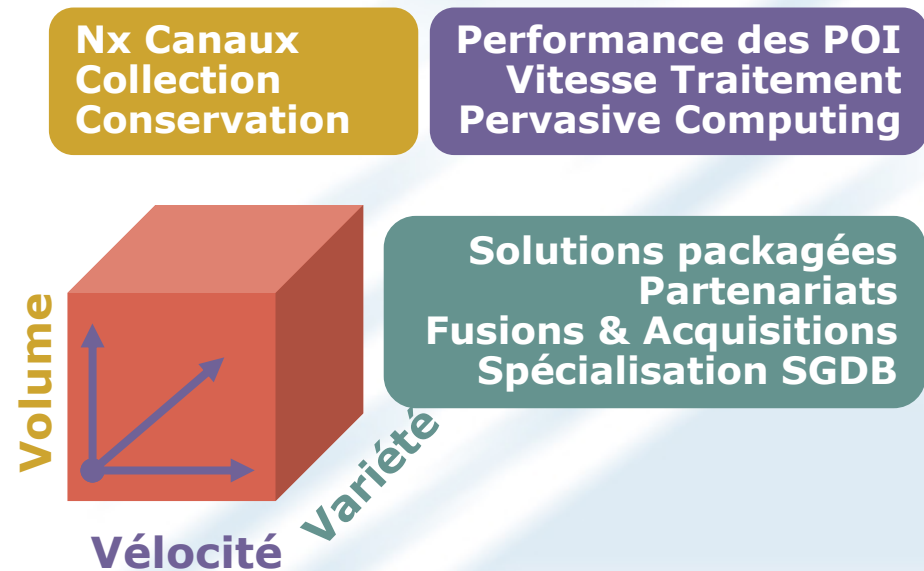 Nx Canaux
Collection
Conservation
Performance des POI
Vitesse Traitement
Pervasive Computing
Solutions packagées
Partenariats
Fusions & Acquisitions
Spécialisation SGDB
Volume
Variété
Vélocité